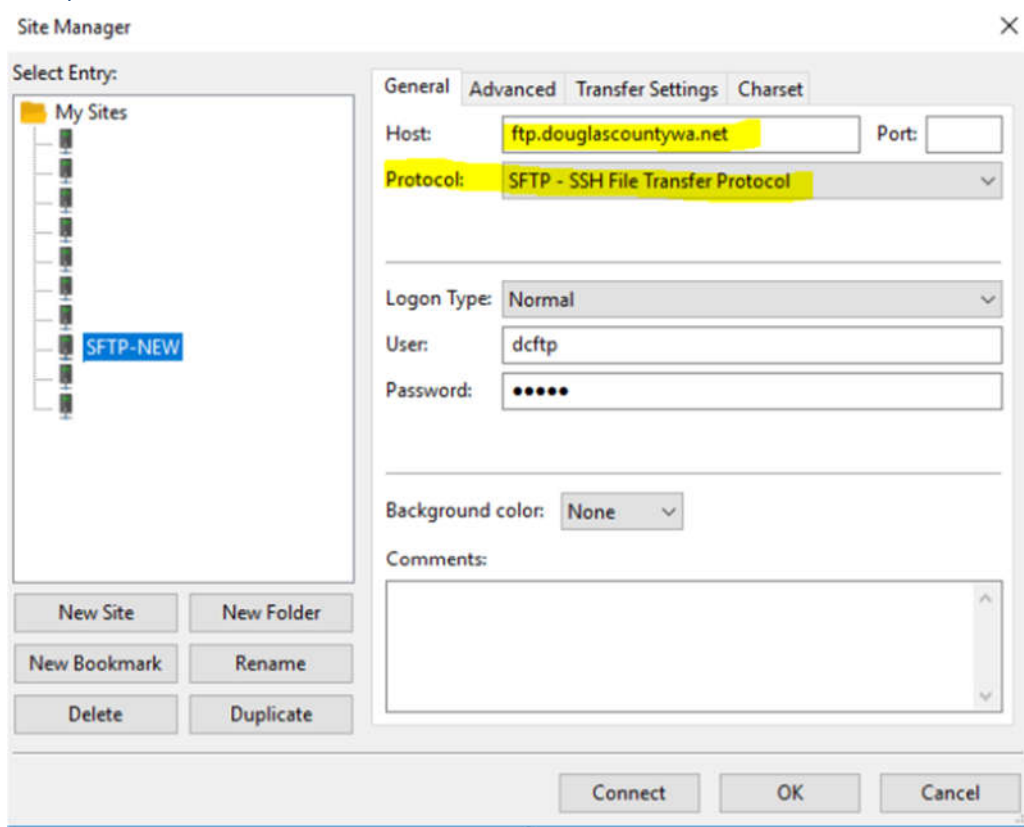 Site Manager
Select Entry:
My Sites
SFTP-NEW
New Site New Folder
New Bookmark Rename
Delete Duplicate
General Advanced Transfer Settings Charset
Host: ftp.douglascountywa.net Port:
Protocol: SFTP - SSH File Transfer Protocol
Logon Type: Normal
User: dcftp
Password: •••••
Background color: None
Comments:
Connect OK Cancel